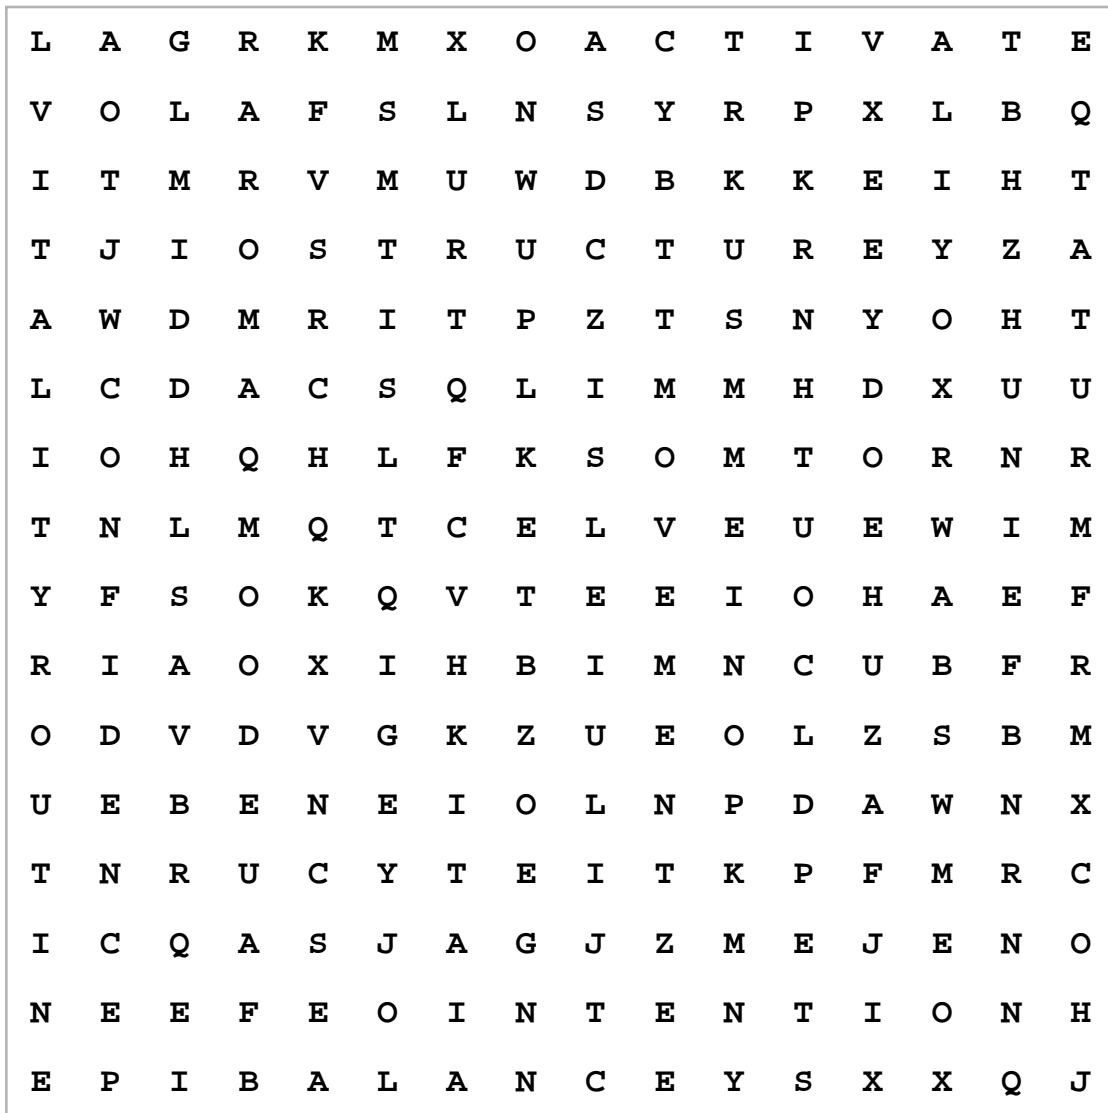 L A G R K M X O A C T I V A T E
V O L A F S L N S Y R P X L B Q
I T M R V M U W D B K K E I H T
T J I O S T R U C T U R E Y Z A
A W D M R I T P Z T S N Y O H T
L C D A C S Q L I M M H D X U U
I O H Q H L F K S O M T O R N R
T N L M Q T C E L V E U E W I M
Y F S O K Q V T E E I O H A E F
R I A O X I H B I M N C U B F R
O D V D V G K Z U E O L Z S B M
U E B E N E I O L N P D A W N X
T N R U C Y T E I T K P F M R C
I C Q A S J A G J Z M E J E N O
N E E F E O I N T E N T I O N H
E P I B A L A N C E Y S X X Q J